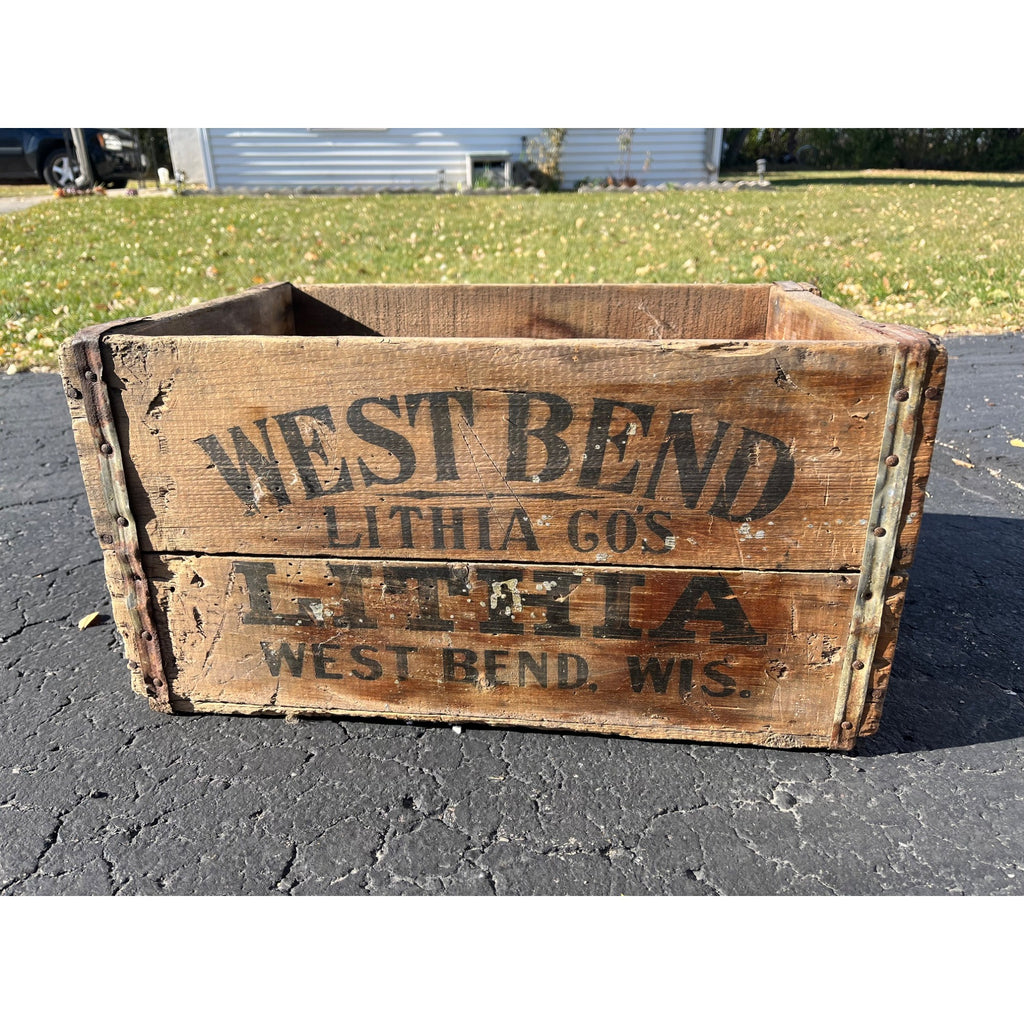 WEST BEND
LITHIA CO'S
LITHIA
WEST BEND. WIS.